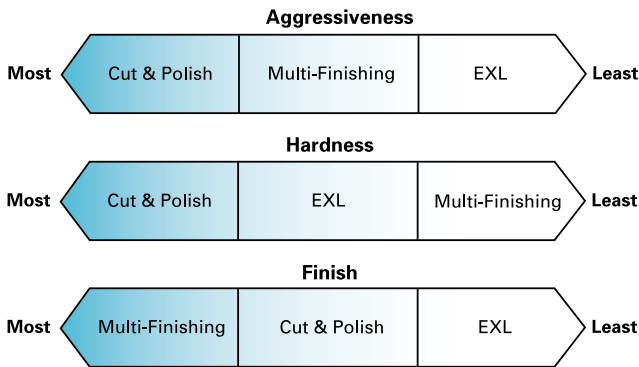 Aggressiveness
Most Cut & Polish Multi-Finishing EXL Least
Hardness
Most Cut & Polish EXL Multi-Finishing Least
Finish
Most Multi-Finishing Cut & Polish EXL Least